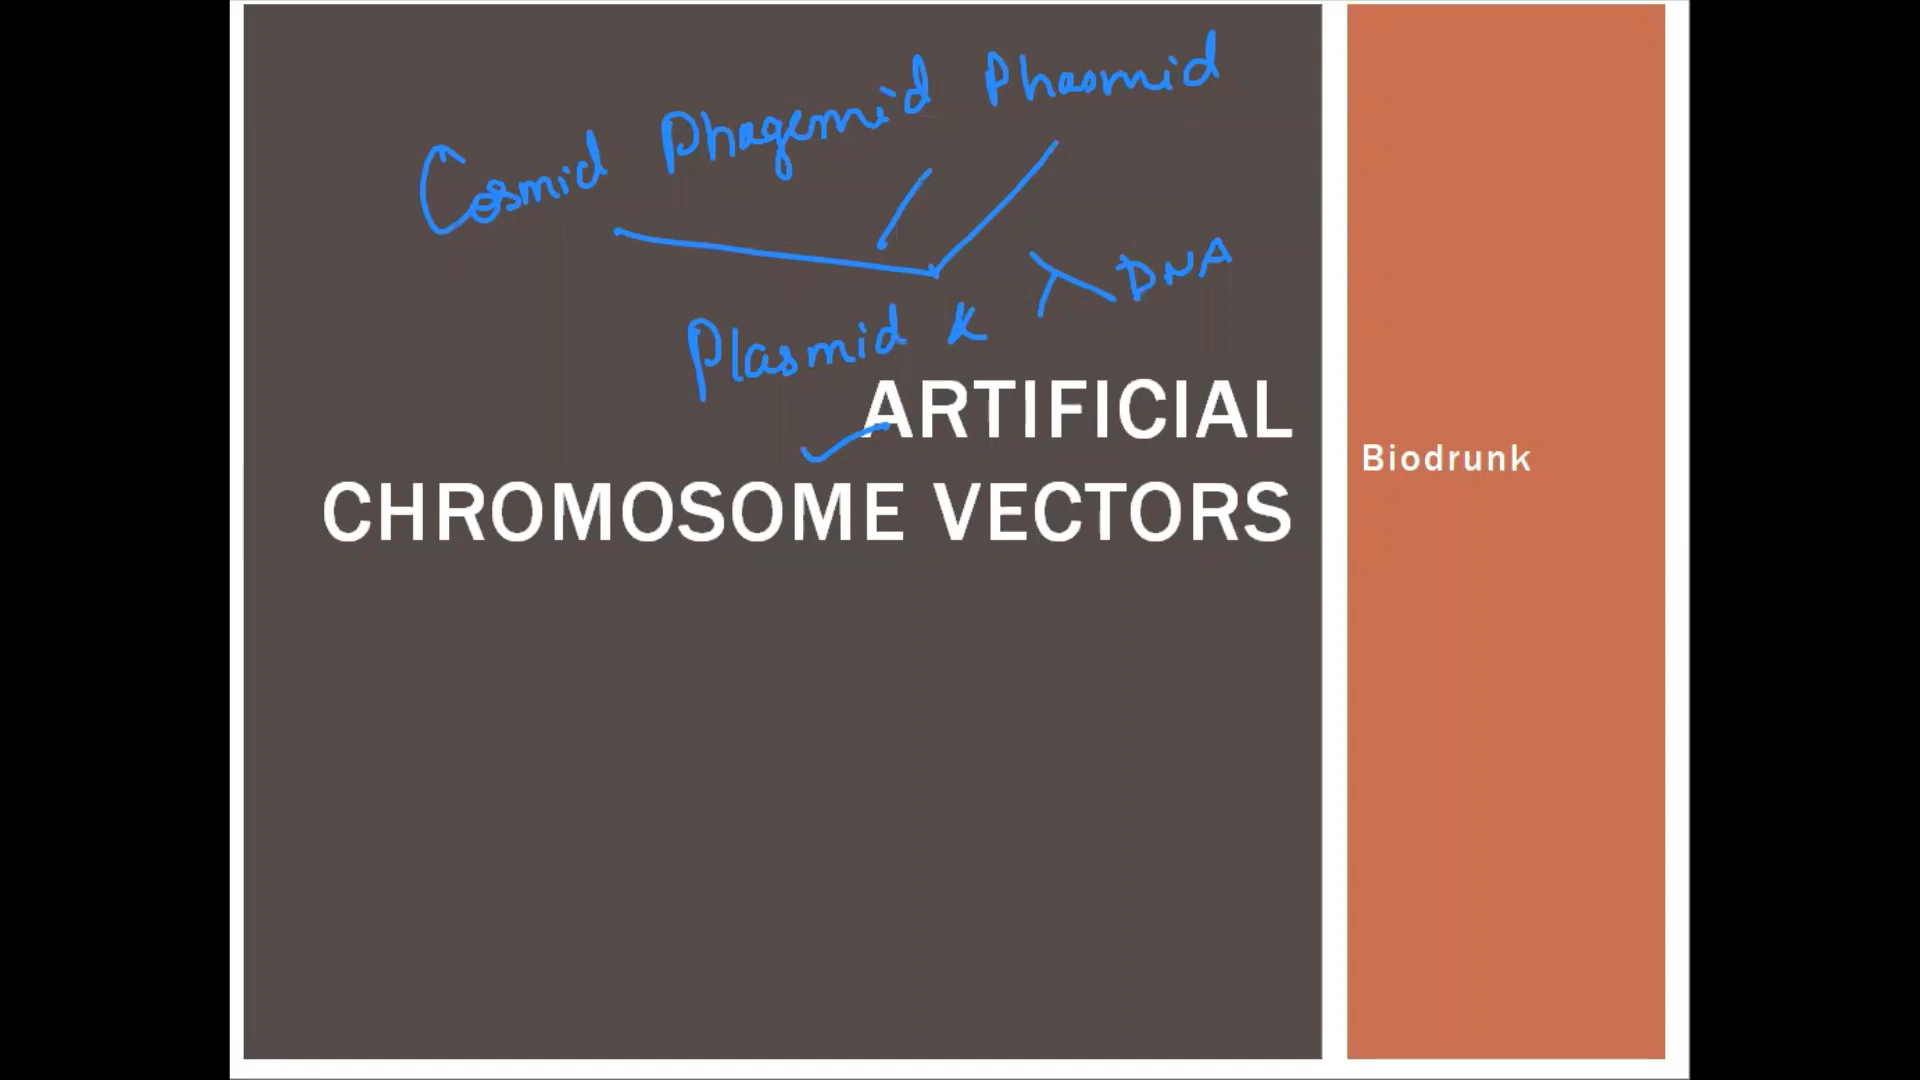 Cosmid Phagemid Phasmid
Plasmid & λ DNA
ARTIFICIAL
CHROMOSOME VECTORS
Biodrunk